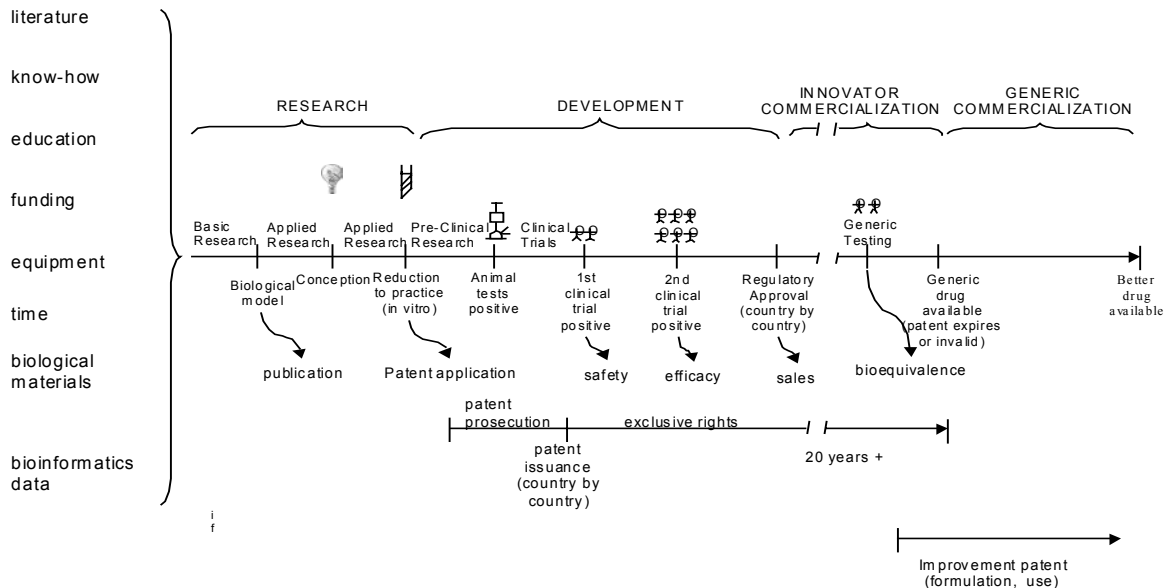 literature
know-how
education
funding
equipment
time
biological
materials
bioinformatics
data
RESEARCH
DEVELOPMENT
INNOVATOR
COMMERCIALIZATION
GENERIC
COMMERCIALIZATION
Basic
Research
Applied
Research
Applied
Research
Pre-Clinical
Research
Clinical
Trials
Generic
Testing
Biological
model
Conception
Reduction
to practice
(in vitro)
Animal
tests
positive
1st
clinical
trial
positive
2nd
clinical
trial
positive
Regulatory
Approval
(country by
country)
Generic
drug
available
(patent expires
or invalid)
Better
drug
available
publication
Patent application
safety
efficacy
sales
bioequivalence
patent
prosecution
exclusive rights
patent
issuance
(country by
country)
20 years +
i
f
Improvement patent
(formulation, use)